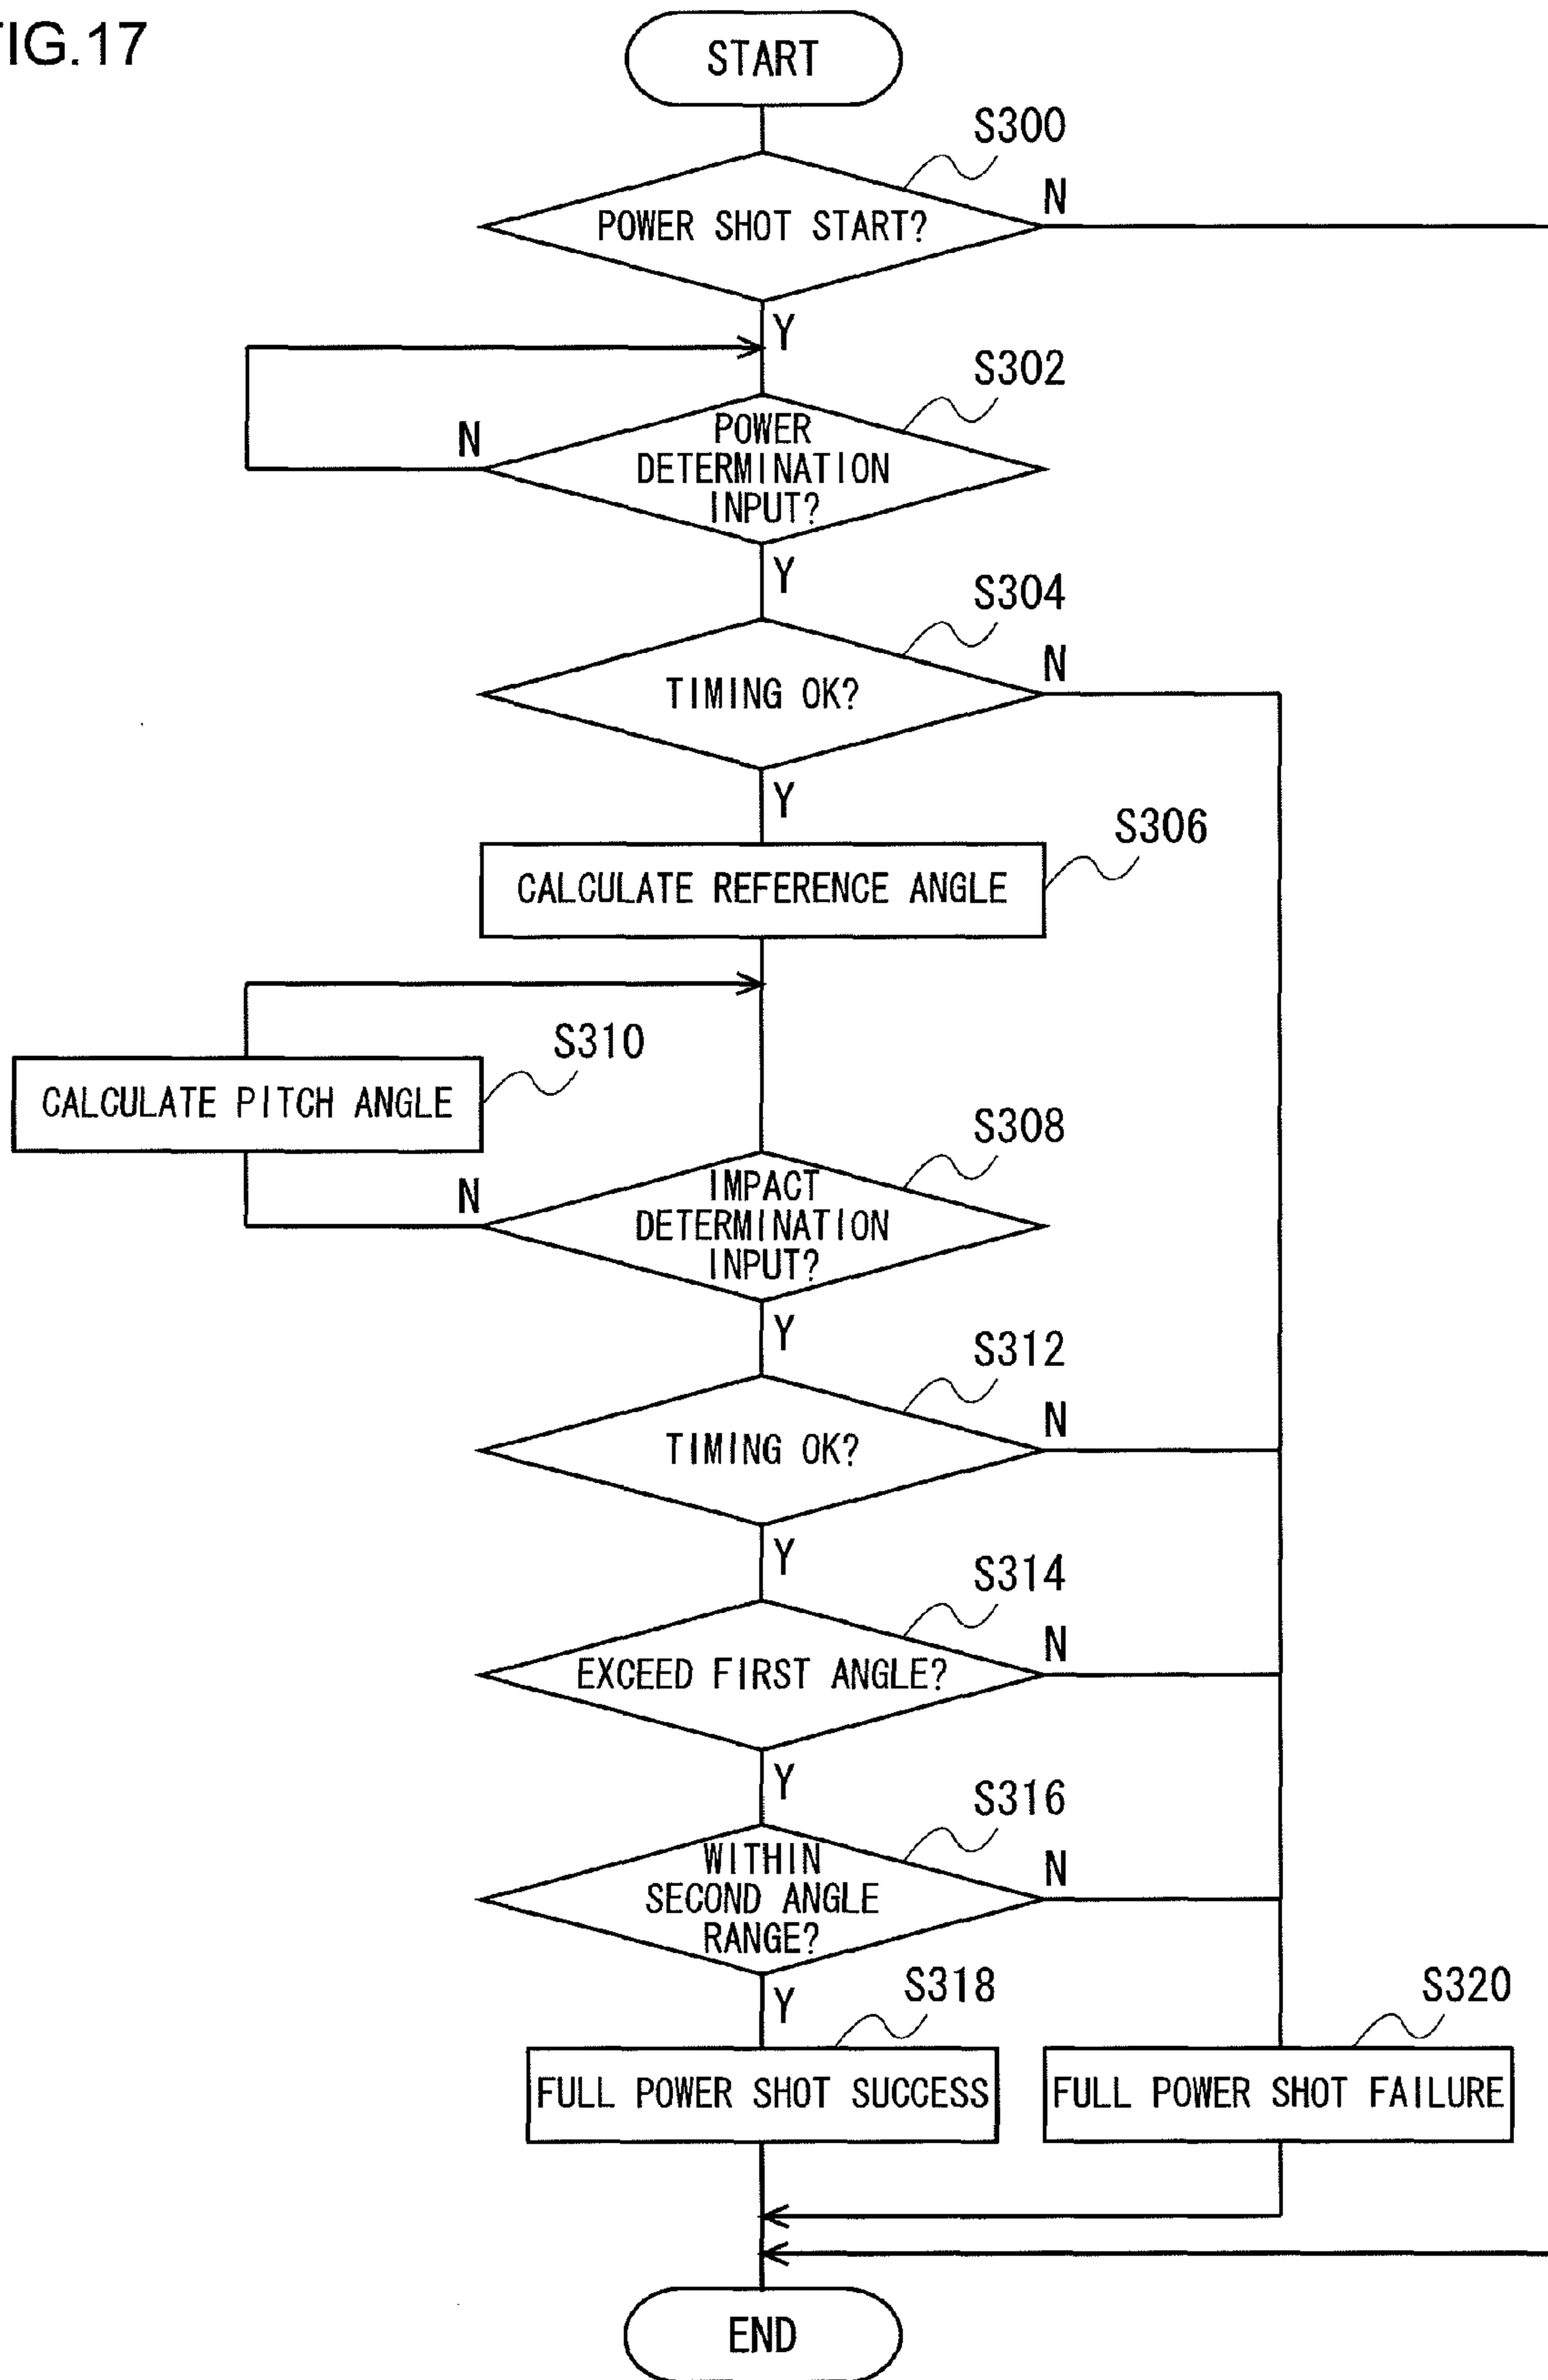 FIG.17
START
S300
POWER SHOT START?
N
Y
S302
POWER
DETERMINATION
INPUT?
N
Y
S304
TIMING OK?
N
Y
S306
CALCULATE REFERENCE ANGLE
S310
CALCULATE PITCH ANGLE
S308
IMPACT
DETERMINATION
INPUT?
N
Y
S312
TIMING OK?
N
Y
S314
EXCEED FIRST ANGLE?
N
Y
S316
WITHIN
SECOND ANGLE
RANGE?
N
Y
S318
FULL POWER SHOT SUCCESS
S320
FULL POWER SHOT FAILURE
END